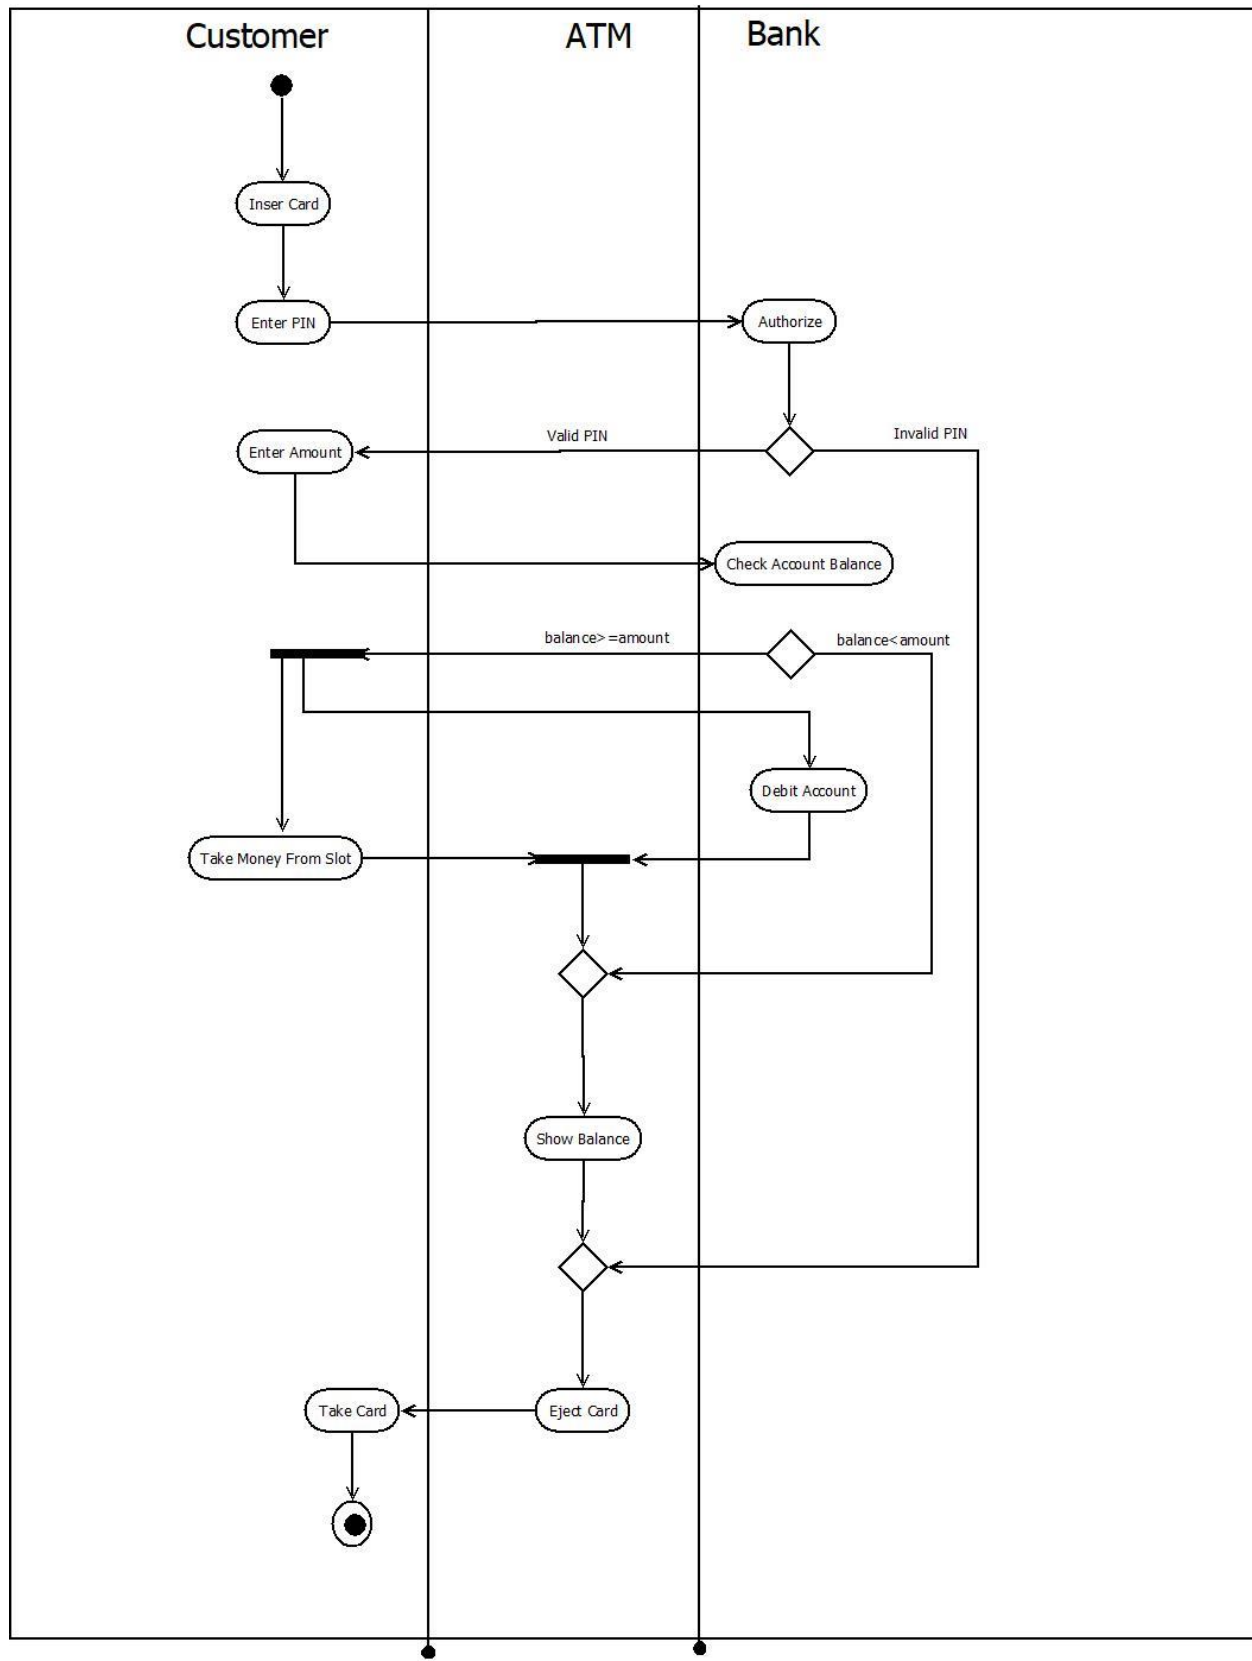 Customer
ATM
Bank
Inser Card
Enter PIN
Authorize
Valid PIN
Invalid PIN
Enter Amount
Check Account Balance
balance>=amount
balance<amount
Debit Account
Take Money From Slot
Show Balance
Take Card
Eject Card